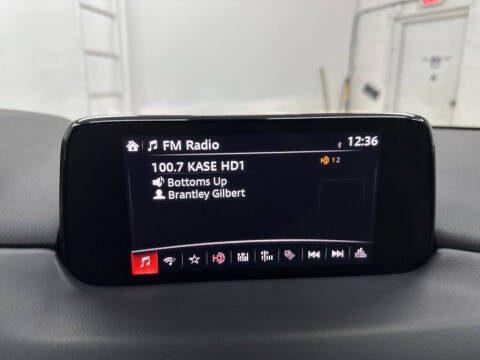 FM Radio
12:36
100.7 KASE HD1
12
Bottoms Up
Brantley Gilbert